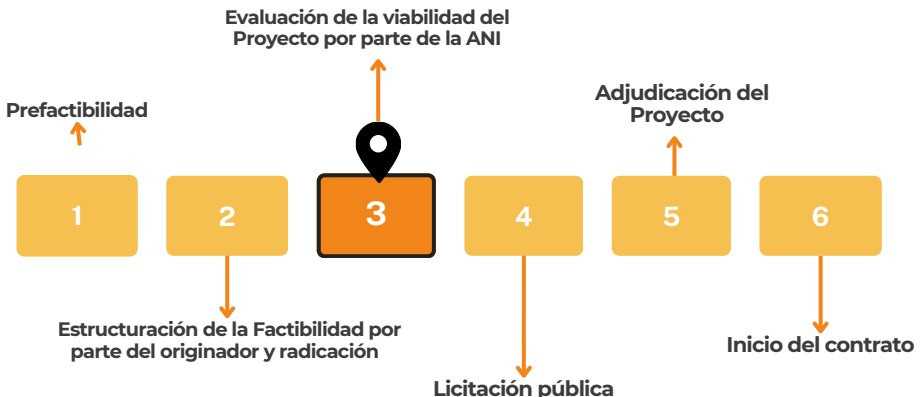 Evaluación de la viabilidad del
Proyecto por parte de la ANI
Prefactibilidad
Adjudicación del
Proyecto
1
2
3
4
5
6
Estructuración de la Factibilidad por
parte del originador y radicación
Inicio del contrato
Licitación pública